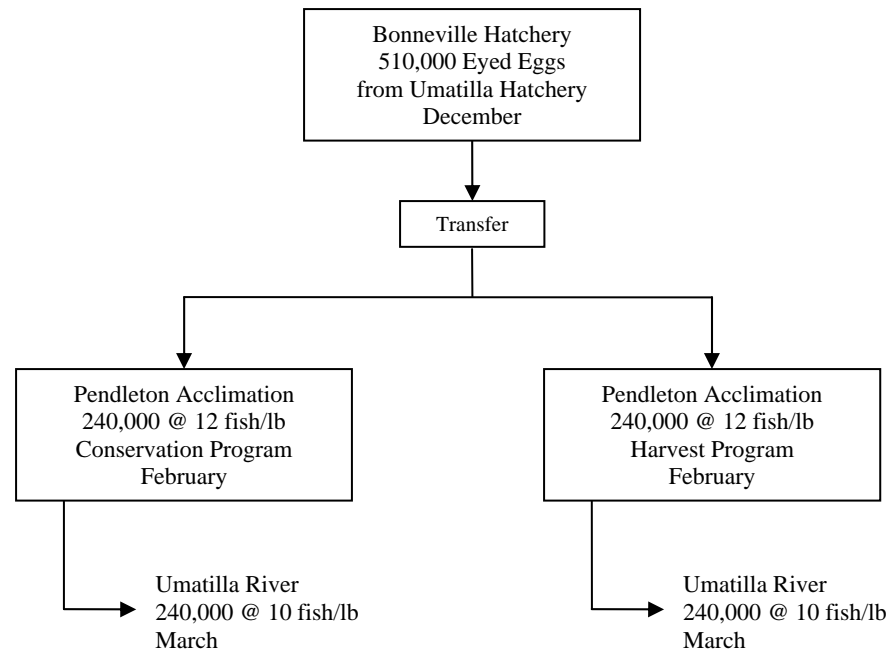 Bonneville Hatchery
510,000 Eyed Eggs
from Umatilla Hatchery
December
Transfer
Pendleton Acclimation
240,000 @ 12 fish/lb
Conservation Program
February
Pendleton Acclimation
240,000 @ 12 fish/lb
Harvest Program
February
Umatilla River
240,000 @ 10 fish/lb
March
Umatilla River
240,000 @ 10 fish/lb
March